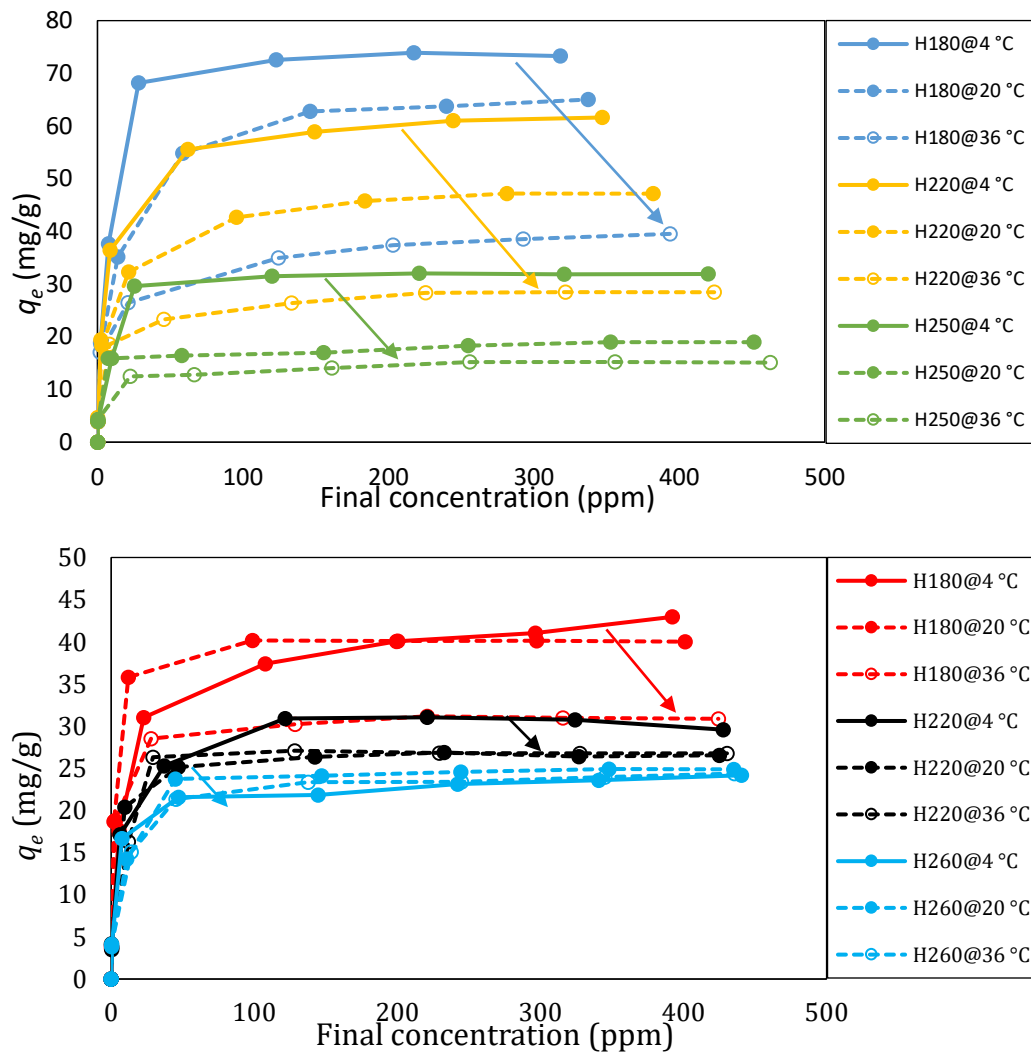 80
70
60
50
40
30
20
10
0
qe (mg/g)
0 100 200 300 400 500
Final concentration (ppm)
H180@4 °C
H180@20 °C
H180@36 °C
H220@4 °C
H220@20 °C
H220@36 °C
H250@4 °C
H250@20 °C
H250@36 °C
50
45
40
35
30
25
20
15
10
5
0
qe (mg/g)
0 100 200 300 400 500
Final concentration (ppm)
H180@4 °C
H180@20 °C
H180@36 °C
H220@4 °C
H220@20 °C
H220@36 °C
H260@4 °C
H260@20 °C
H260@36 °C